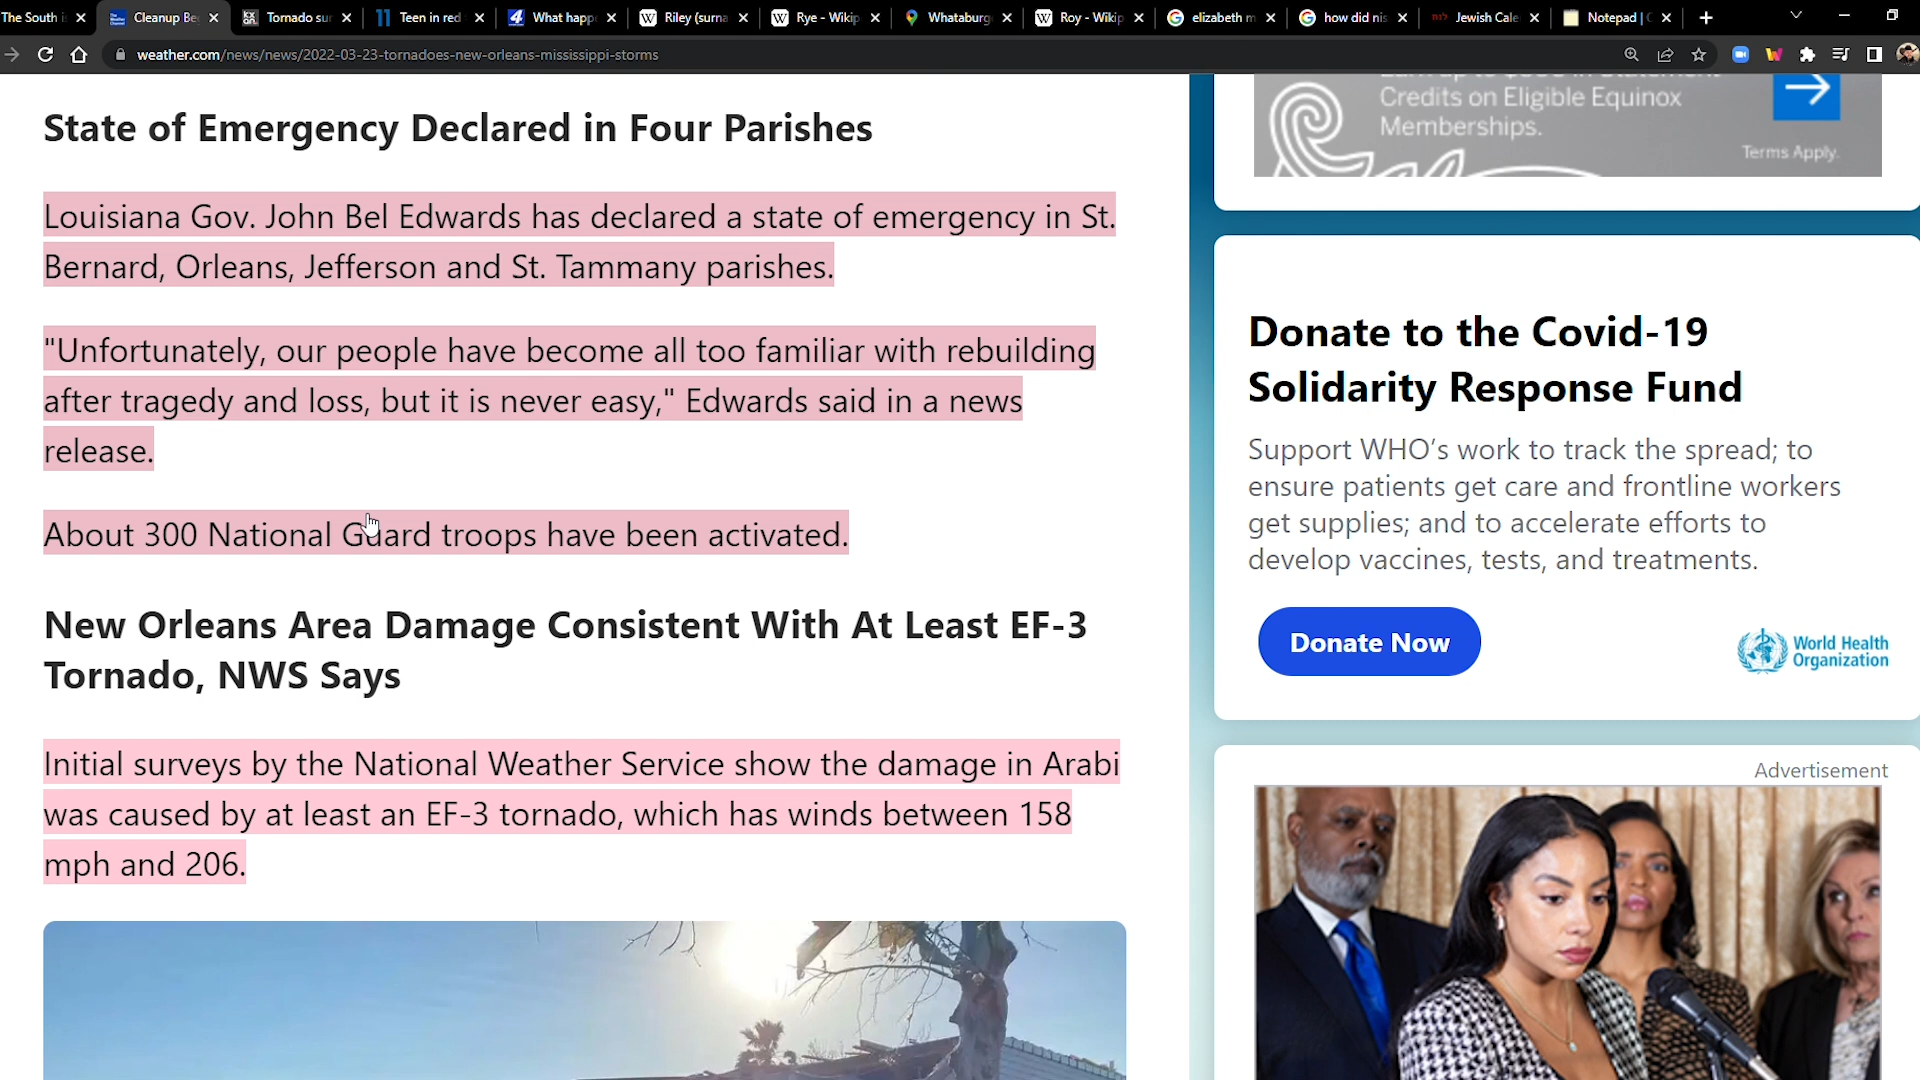 The South is
Cleanup Be
Tornado su
Teen in red
What happ
Riley (surna
Rye - Wikip
Whataburg
Roy - Wikip
elizabeth m
how did nis
Jewish Cale
Notepad |
weather.com/news/news/2022-03-23-tornadoes-new-orleans-mississippi-storms
State of Emergency Declared in Four Parishes
Louisiana Gov. John Bel Edwards has declared a state of emergency in St.
Bernard, Orleans, Jefferson and St. Tammany parishes.
"Unfortunately, our people have become all too familiar with rebuilding
after tragedy and loss, but it is never easy," Edwards said in a news
release.
About 300 National Guard troops have been activated.
New Orleans Area Damage Consistent With At Least EF-3
Tornado, NWS Says
Initial surveys by the National Weather Service show the damage in Arabi
was caused by at least an EF-3 tornado, which has winds between 158
mph and 206.
Credits on Eligible Equinox
Memberships.
Terms Apply.
Donate to the Covid-19
Solidarity Response Fund
Support WHO's work to track the spread; to
ensure patients get care and frontline workers
get supplies; and to accelerate efforts to
develop vaccines, tests, and treatments.
Donate Now
World Health
Organization
Advertisement